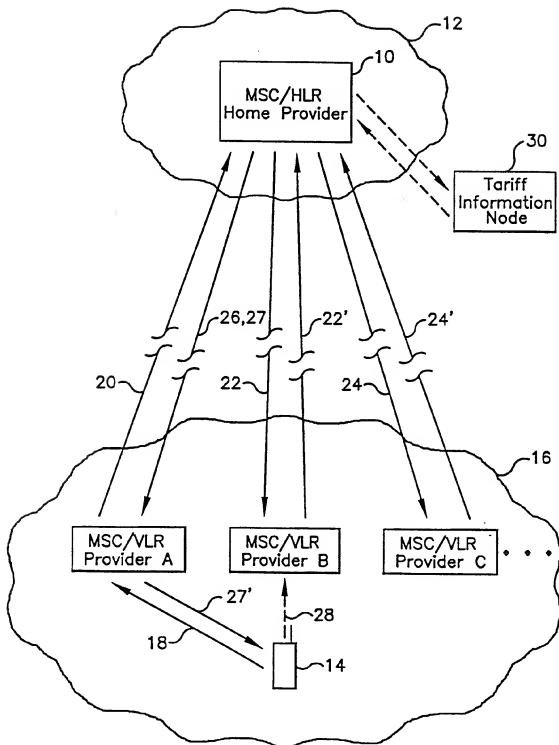 12
10
MSC/HLR
Home Provider
30
Tariff
Information
Node
26,27
22'
24'
20
22
24
16
MSC/VLR
Provider A
MSC/VLR
Provider B
MSC/VLR
Provider C
27'
28
18
14